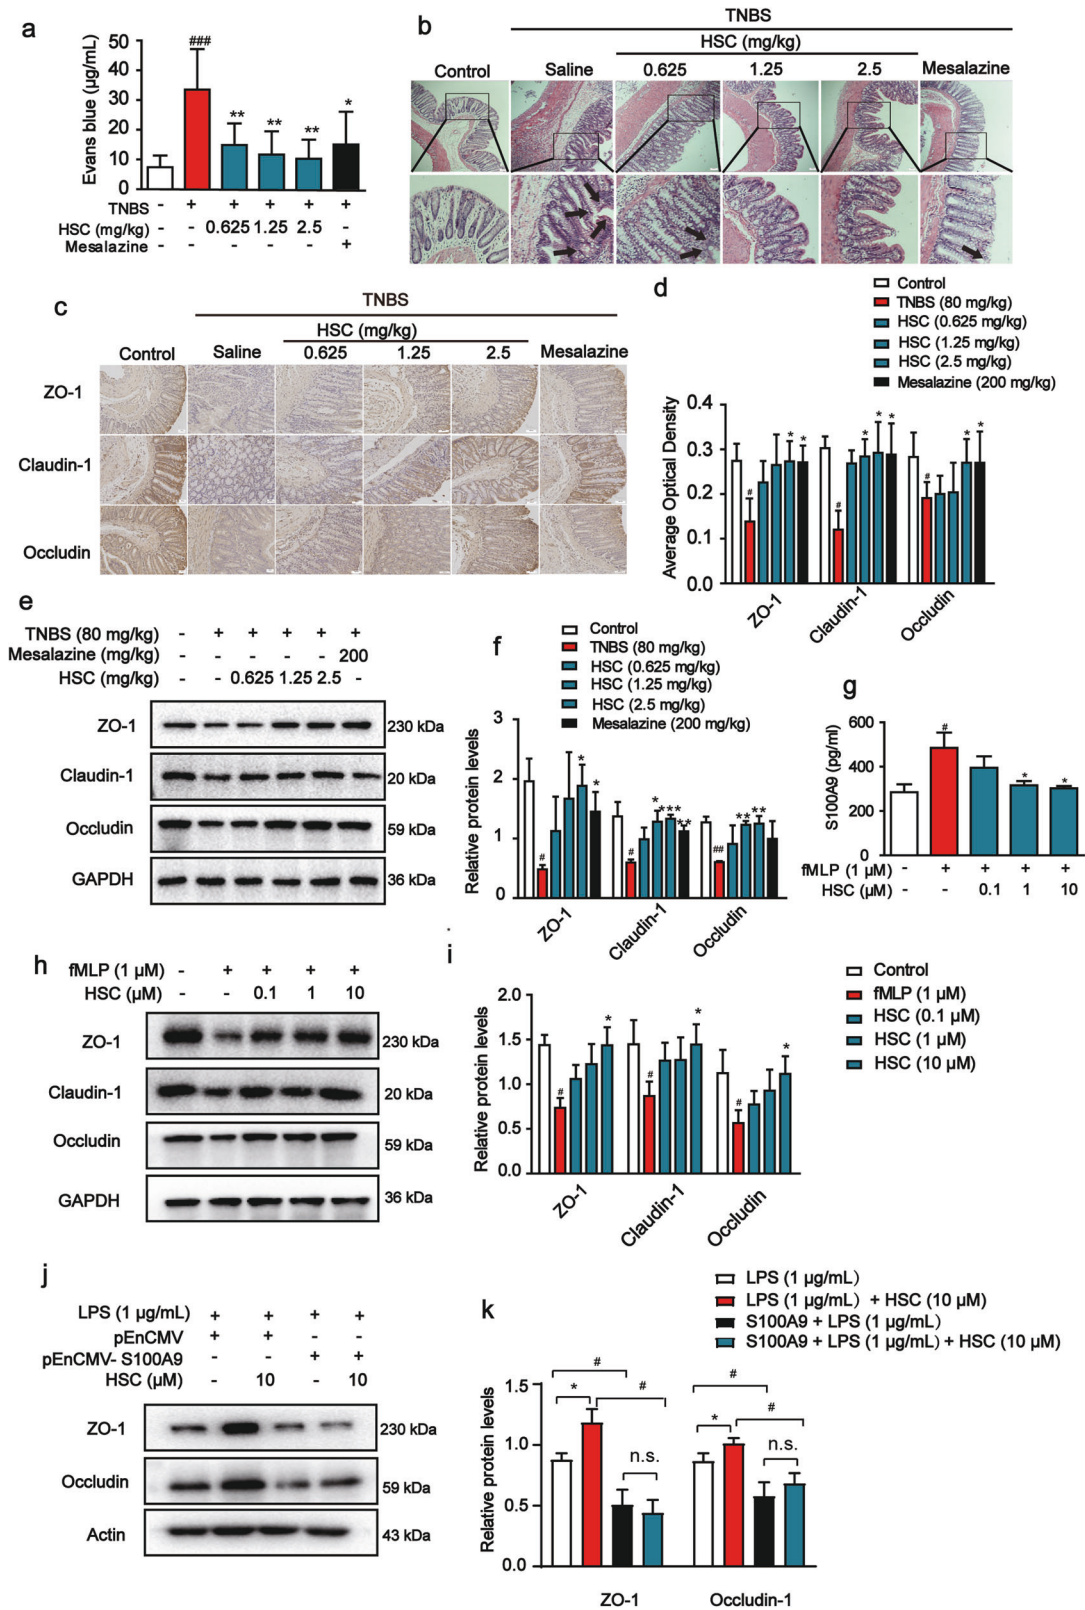 a
Evans blue (µg/mL)
50
40
30
20
10
0
###
**
**
**
*
TNBS - + + + + +
HSC (mg/kg) - - 0.625 1.25 2.5 -
Mesalazine - - - - - +
b
TNBS
HSC (mg/kg)
Control Saline 0.625 1.25 2.5 Mesalazine
c
TNBS
HSC (mg/kg)
Control Saline 0.625 1.25 2.5 Mesalazine
ZO-1
Claudin-1
Occludin
d
Control
TNBS (80 mg/kg)
HSC (0.625 mg/kg)
HSC (1.25 mg/kg)
HSC (2.5 mg/kg)
Mesalazine (200 mg/kg)
Average Optical Density
0.4
0.3
0.2
0.1
0.0
# * *
# * * *
# * *
ZO-1 Claudin-1 Occludin
e
TNBS (80 mg/kg) - + + + + +
Mesalazine (mg/kg) - - - - - 200
HSC (mg/kg) - - 0.625 1.25 2.5 -
ZO-1 230 kDa
Claudin-1 20 kDa
Occludin 59 kDa
GAPDH 36 kDa
f
Control
TNBS (80 mg/kg)
HSC (0.625 mg/kg)
HSC (1.25 mg/kg)
HSC (2.5 mg/kg)
Mesalazine (200 mg/kg)
Relative protein levels
3
2
1
0
# * *
# * *** **
## ** **
ZO-1 Claudin-1 Occludin
g
S100A9 (pg/ml)
600
400
200
0
# * *
fMLP (1 µM) - + + + +
HSC (µM) - - 0.1 1 10
h
fMLP (1 µM) - + + + +
HSC (µM) - - 0.1 1 10
ZO-1 230 kDa
Claudin-1 20 kDa
Occludin 59 kDa
GAPDH 36 kDa
i
Control
fMLP (1 µM)
HSC (0.1 µM)
HSC (1 µM)
HSC (10 µM)
Relative protein levels
2.0
1.5
1.0
0.5
0.0
# *
# *
# *
ZO-1 Claudin-1 Occludin
j
LPS (1 µg/mL) + + + +
pEnCMV + + - -
pEnCMV- S100A9 - - + +
HSC (µM) - 10 - 10
ZO-1 230 kDa
Occludin 59 kDa
Actin 43 kDa
k
LPS (1 µg/mL)
LPS (1 µg/mL) + HSC (10 µM)
S100A9 + LPS (1 µg/mL)
S100A9 + LPS (1 µg/mL) + HSC (10 µM)
Relative protein levels
1.5
1.0
0.5
0.0
#
* #
n.s.
#
* #
n.s.
ZO-1 Occludin-1